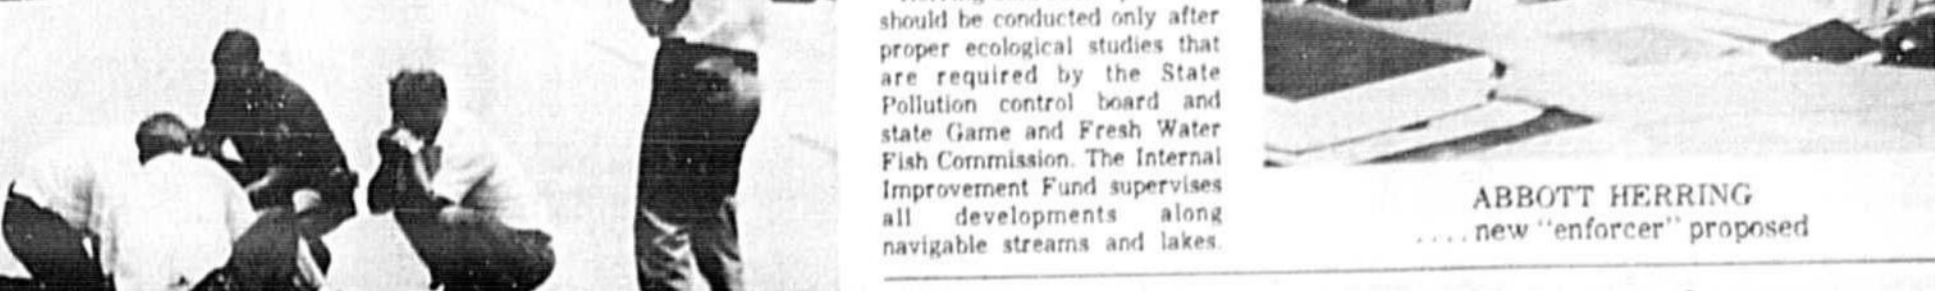 should be conducted only after
proper ecological studies that
are required by the State
Pollution control board and
state Game and Fresh Water
Fish Commission. The Internal
Improvement Fund supervises
all developments along
navigable streams and lakes.
ABBOTT HERRING
.... new "enforcer" proposed